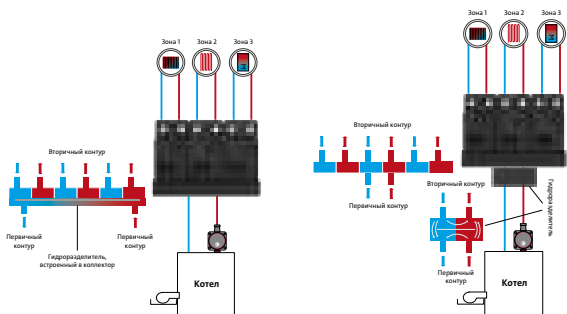 Зона 1
Зона 2
Зона 3
Вторичный контур
Первичный
контур
Первичный
контур
Гидроразделитель,
встроенный в коллектор
Котел
Зона 1
Зона 2
Зона 3
Вторичный контур
Первичный контур
Вторичный контур
Гидроразделитель
Первичный
контур
Котел